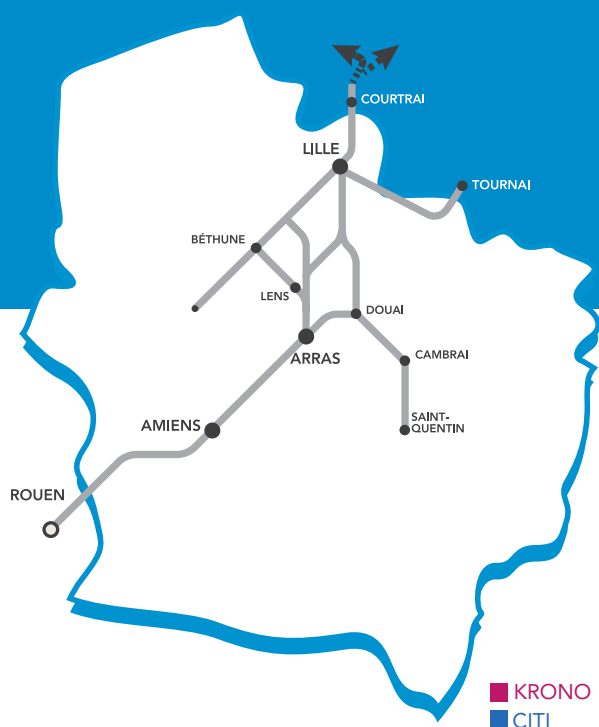 COURTRAI
LILLE
TOURNAI
BÉTHUNE
LENS
DOUAI
ARRAS
CAMBRAI
AMIENS
SAINT-
QUENTIN
ROUEN
KRONO
CITI